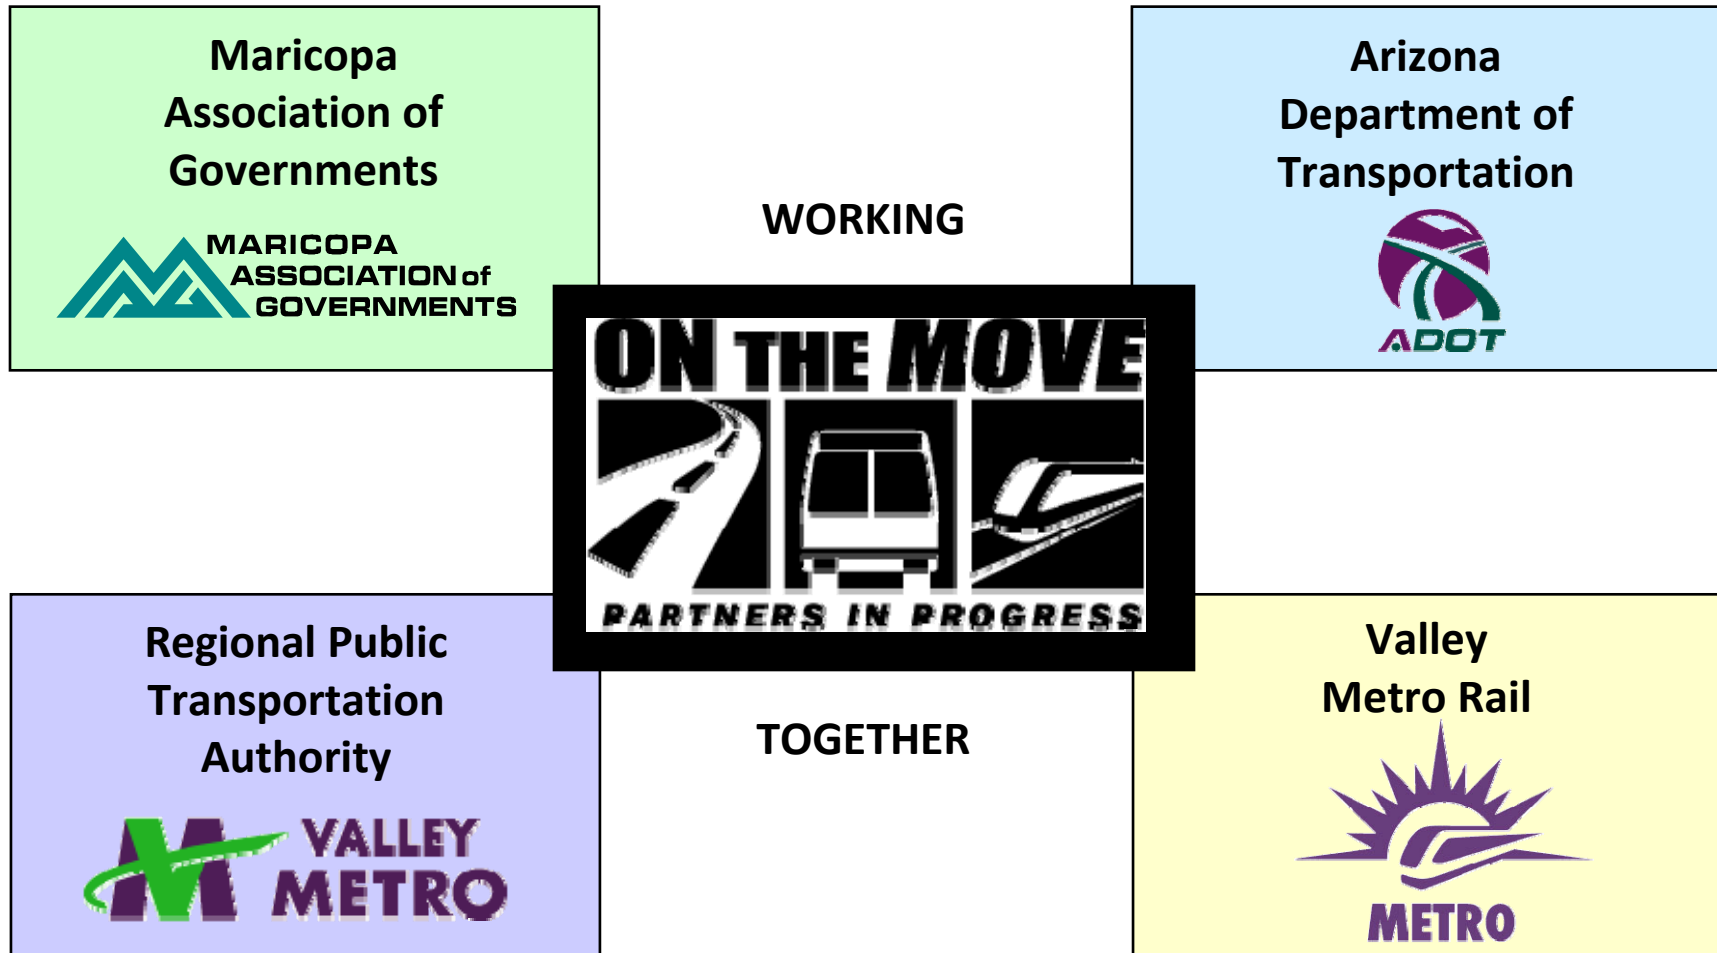 Maricopa
Association of
Governments
MARICOPA
ASSOCIATION of
GOVERNMENTS
WORKING
Arizona
Department of
Transportation
ADOT
ON THE MOVE
PARTNERS IN PROGRESS
Regional Public
Transportation
Authority
VALLEY
METRO
TOGETHER
Valley
Metro Rail
METRO